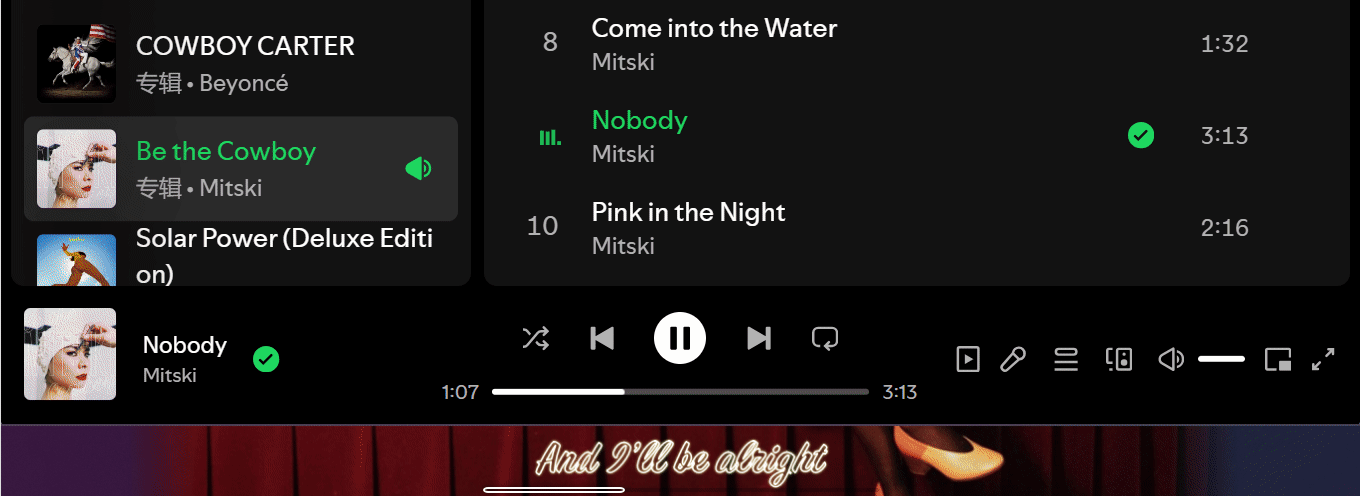 COWBOY CARTER
专辑 • Beyoncé
Be the Cowboy
专辑 • Mitski
Solar Power (Deluxe Editi
on)
8
Come into the Water
Mitski
1:32
Nobody
Mitski
3:13
10
Pink in the Night
Mitski
2:16
Nobody
Mitski
1:07
3:13
And I'll be alright